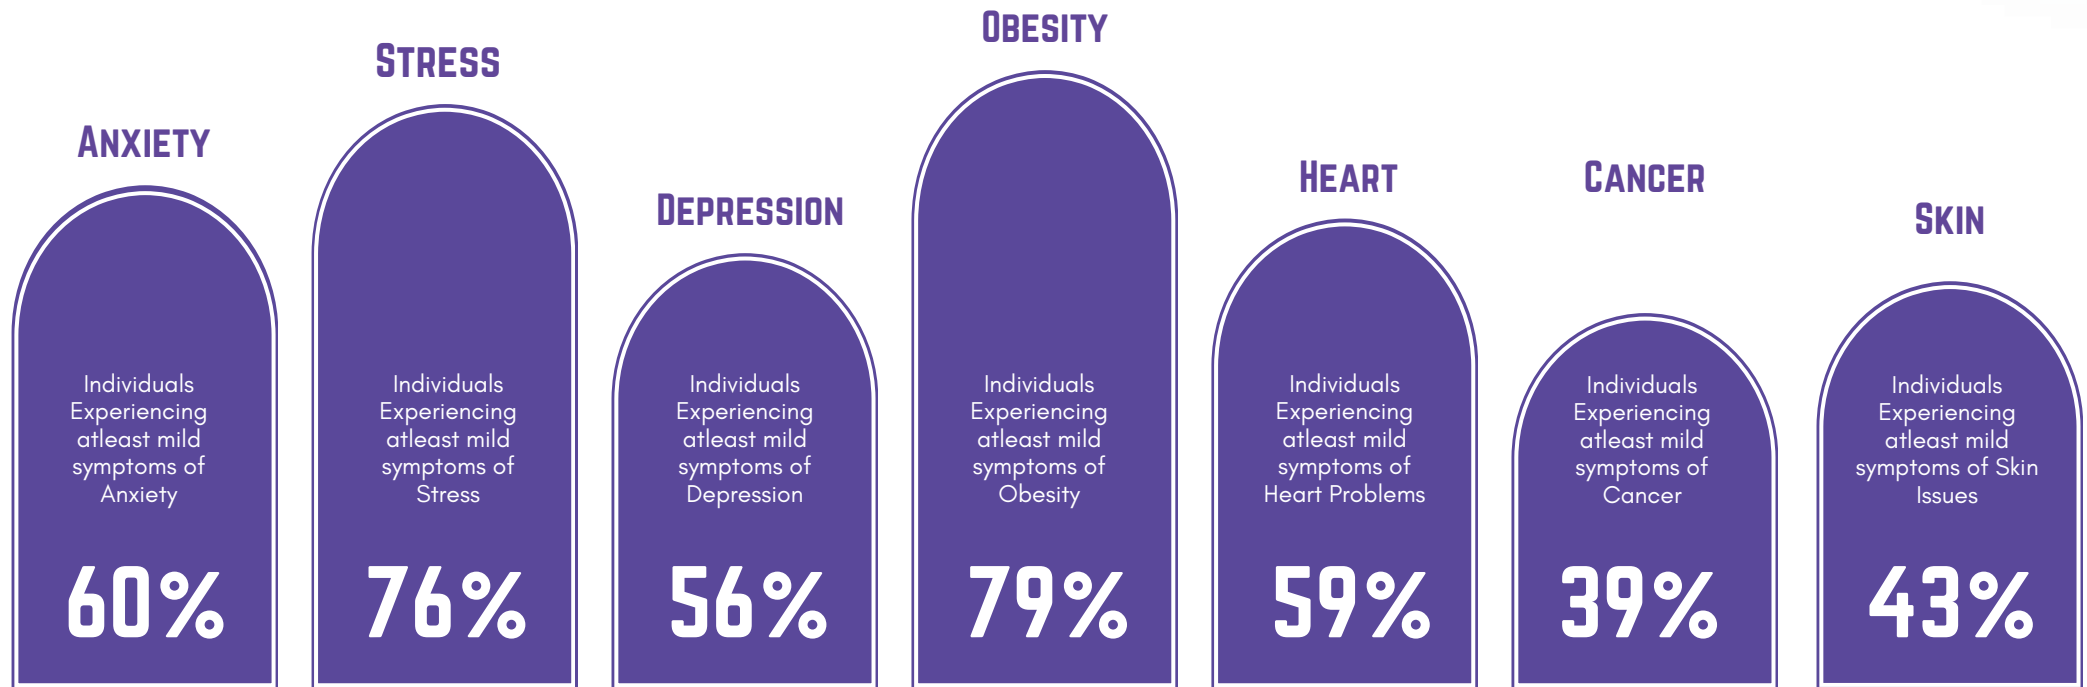 ANXIETY
Individuals
Experiencing
atleast mild
symptoms of
Anxiety
60%
STRESS
Individuals
Experiencing
atleast mild
symptoms of
Stress
76%
DEPRESSION
Individuals
Experiencing
atleast mild
symptoms of
Depression
56%
OBESITY
Individuals
Experiencing
atleast mild
symptoms of
Obesity
79%
HEART
Individuals
Experiencing
atleast mild
symptoms of
Heart Problems
59%
CANCER
Individuals
Experiencing
atleast mild
symptoms of
Cancer
39%
SKIN
Individuals
Experiencing
atleast mild
symptoms of Skin
Issues
43%